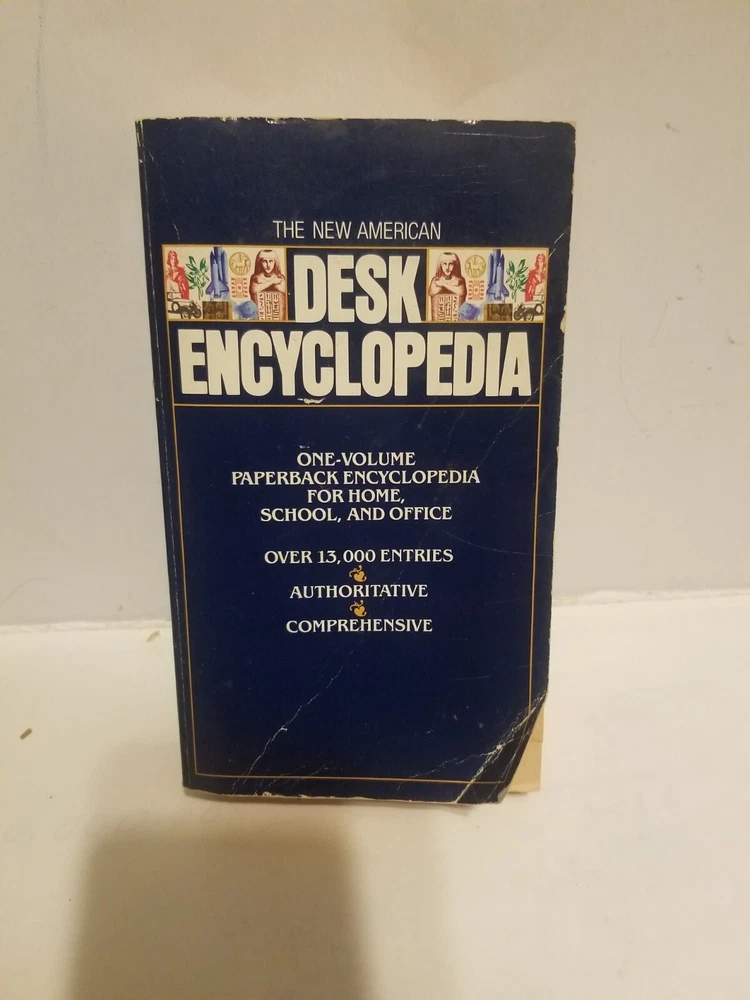 THE NEW AMERICAN
DESK
ENCYCLOPEDIA
ONE-VOLUME
PAPERBACK ENCYCLOPEDIA
FOR HOME,
SCHOOL, AND OFFICE
OVER 13,000 ENTRIES
AUTHORITATIVE
COMPREHENSIVE